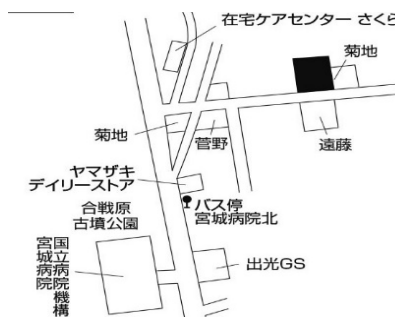 在宅ケアセンター さくら
菊地
菊地
菅野
遠藤
ヤマザキ
デイリーストア
バス停
宮城病院北
合戦原
古墳公園
国立病院機構
宮城病院
出光GS